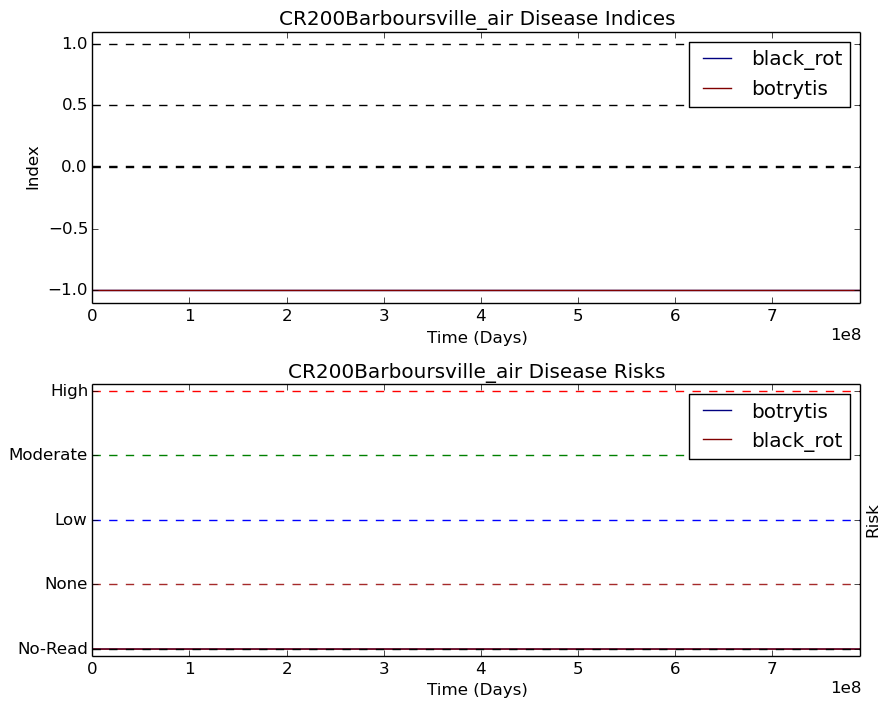 CR200Barboursville_air Disease Indices
1.0
0.5
0.0
−0.5
−1.0
Index
black_rot
botrytis
0 1 2 3 4 5 6 7
1e8
Time (Days)
CR200Barboursville_air Disease Risks
High
Moderate
Low
None
No-Read
botrytis
black_rot
Risk
0 1 2 3 4 5 6 7
1e8
Time (Days)